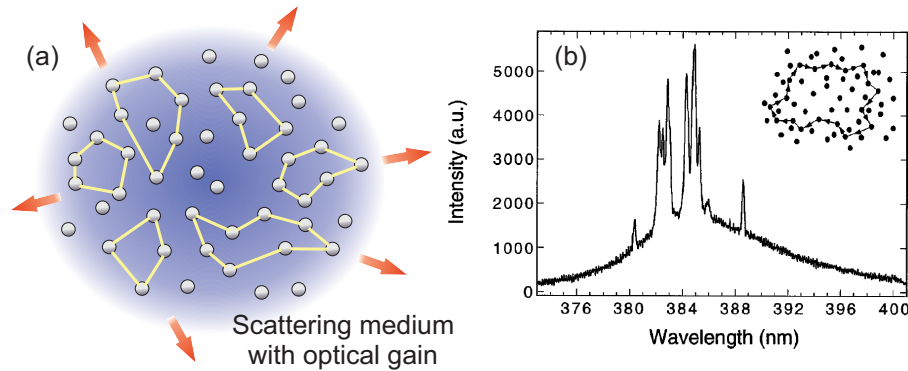 (a)
Scattering medium
with optical gain
(b)
Intensity (a.u.)
5000
4000
3000
2000
1000
0
376 380 384 388 392 396 400
Wavelength (nm)